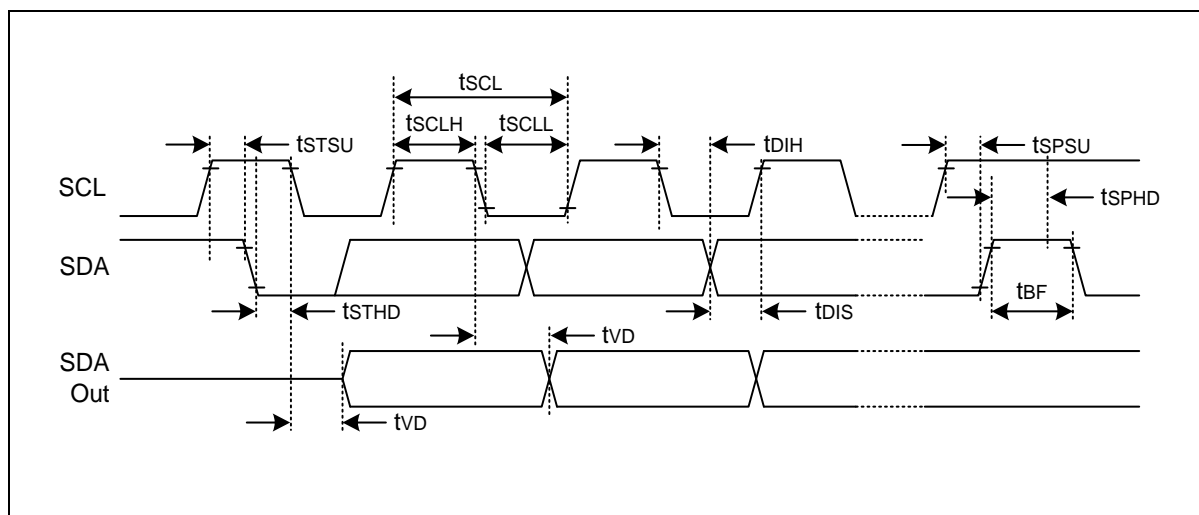 tSCL
tSCLH tSCLL
tSTSU tDIH tSPSU
SCL
tSPHD
SDA
tBF
tSTHD tDIS
tVD
SDA
Out
tVD